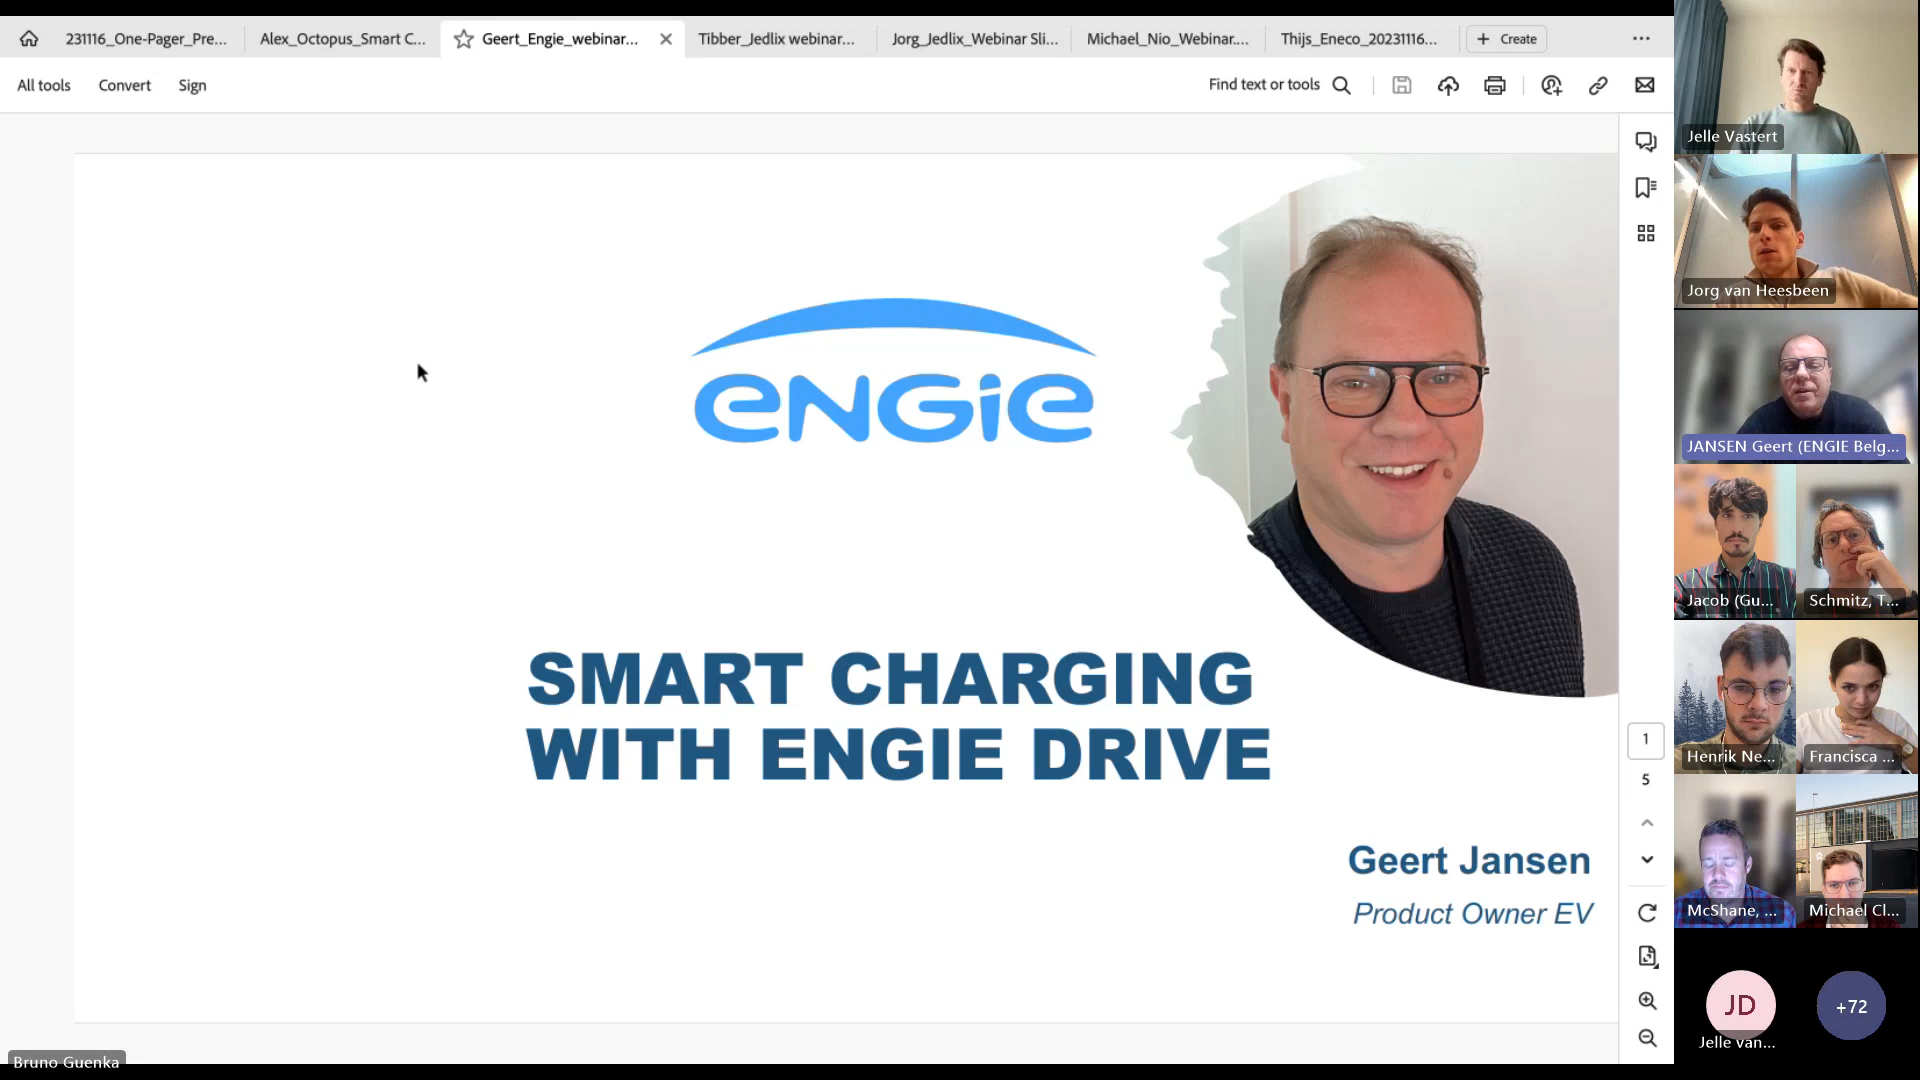 231116_One-Pager_Pre...
Alex_Octopus_Smart C...
Geert_Engie_webinar...
Tibber_Jedlix webinar...
Jorg_Jedlix_Webinar Sli...
Michael_Nio_Webinar....
Thijs_Eneco_20231116...
Create
All tools
Convert
Sign
Find text or tools
ENGIE
SMART CHARGING
WITH ENGIE DRIVE
Geert Jansen
Product Owner EV
1
5
Bruno Guenka
Jelle Vastert
Jorg van Heesbeen
JANSEN Geert (ENGIE Belg...
Jacob (Gu...
Schmitz, T...
Henrik Ne...
Francisca ...
McShane, ...
Michael Cl...
JD
Jelle van...
+72